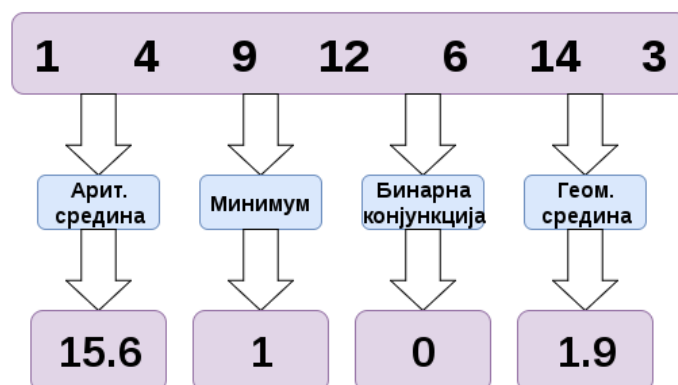 1 4 9 12 6 14 3
Арит.
средина
Минимум
Бинарна
конјункција
Геом.
средина
15.6 1 0 1.9